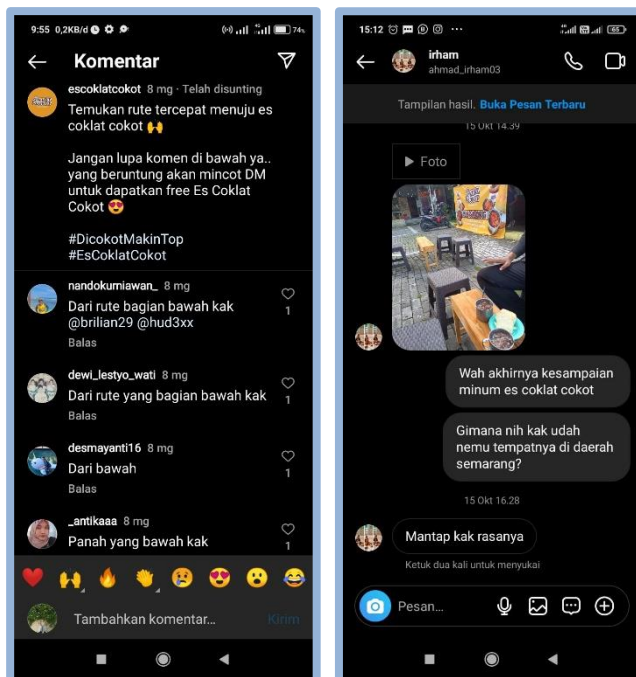 9:55 0,2KB/d
74%
Komentar
escoklatcokot 8 mg · Telah disunting
Temukan rute tercepat menuju es
coklat cokot 🙌
Jangan lupa komen di bawah ya..
yang beruntung akan mincot DM
untuk dapatkan free Es Coklat
Cokot 😍
#DicokotMakinTop
#EsCoklatCokot
nandokurniawan_ 8 mg
Dari rute bagian bawah kak
@brilian29 @hud3xx
1
Balas
dewi_lestyo_wati 8 mg
Dari rute yang bagian bawah kak
1
Balas
desmayanti16 8 mg
Dari bawah
1
Balas
_antikaaa 8 mg
Panah yang bawah kak
1
❤️ 🙌 🔥 👏 😢 😍 😮 😂
Tambahkan komentar...
Kirim
15:12
65
irham
ahmad_irham03
Tampilan hasil. Buka Pesan Terbaru
15 Okt 14.39
Foto
Wah akhirnya kesampaian
minum es coklat cokot
Gimana nih kak udah
nemu tempatnya di daerah
semarang?
15 Okt 16.28
Mantap kak rasanya
Ketuk dua kali untuk menyukai
Pesan...